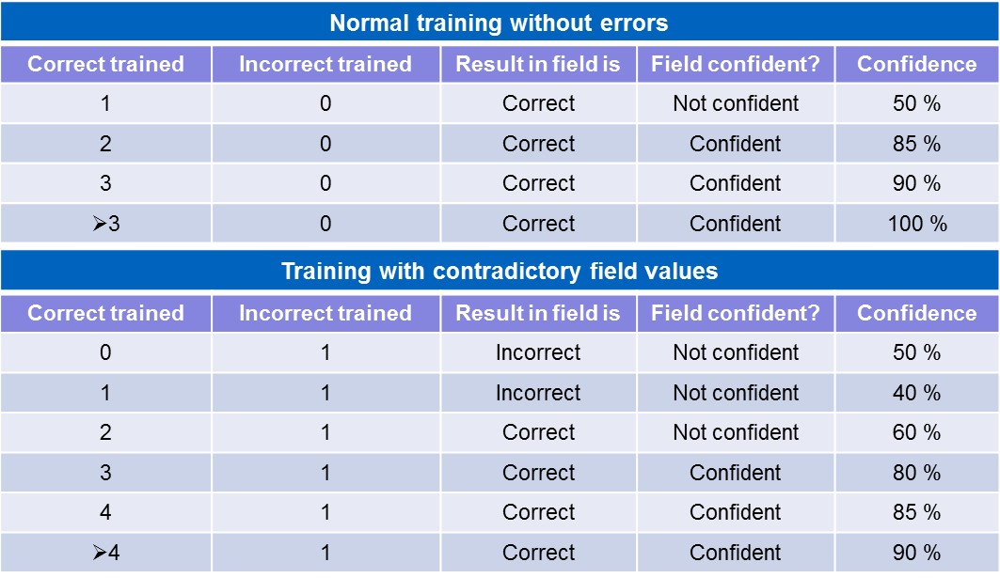 Normal training without errors
Correct trained Incorrect trained Result in field is Field confident? Confidence
1 0 Correct Not confident 50 %
2 0 Correct Confident 85 %
3 0 Correct Confident 90 %
➢3 0 Correct Confident 100 %
Training with contradictory field values
Correct trained Incorrect trained Result in field is Field confident? Confidence
0 1 Incorrect Not confident 50 %
1 1 Incorrect Not confident 40 %
2 1 Correct Not confident 60 %
3 1 Correct Confident 80 %
4 1 Correct Confident 85 %
➢4 1 Correct Confident 90 %